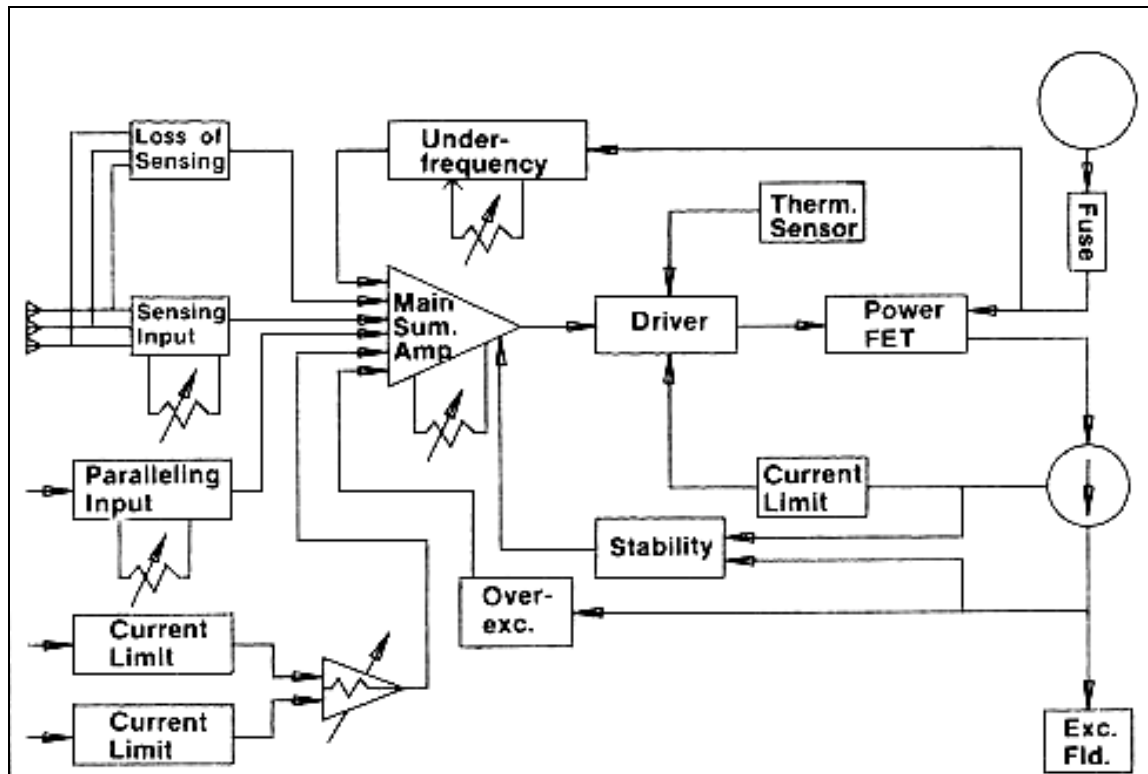 Loss of
Sensing
Under-
frequency
Therm.
Sensor
Fuse
Sensing
Input
Main
Sum.
Amp
Driver
Power
FET
Paralleling
Input
Current
Limit
Stability
Over-
exc.
Current
Limit
Current
Limit
Exc.
Fld.